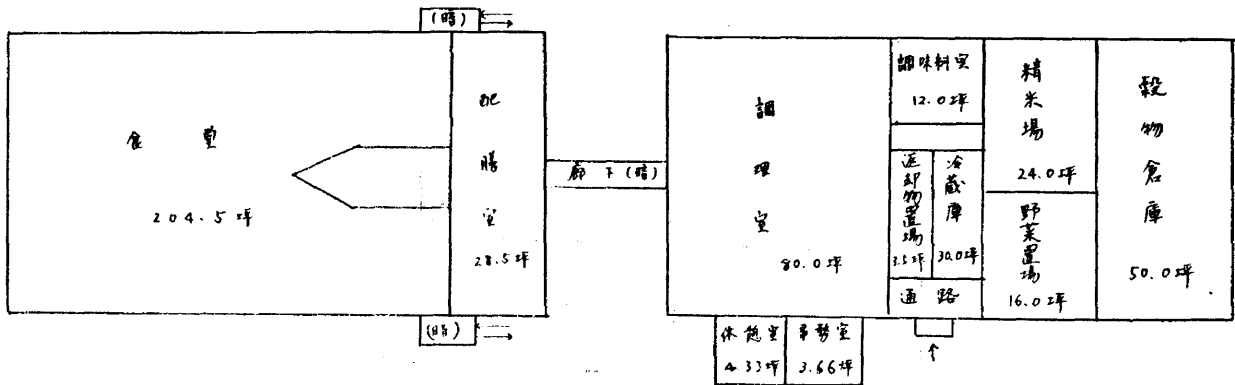 (暗)
食堂
204.5坪
配膳室
28.5坪
(暗)
廊下(暗)
調理室
80.0坪
調味料室
12.0坪
返却物置場
3.5坪
冷蔵庫
30.0坪
通路
精米場
24.0坪
野菜置場
16.0坪
穀物倉庫
50.0坪
休憩室
4.33坪
事務室
3.66坪